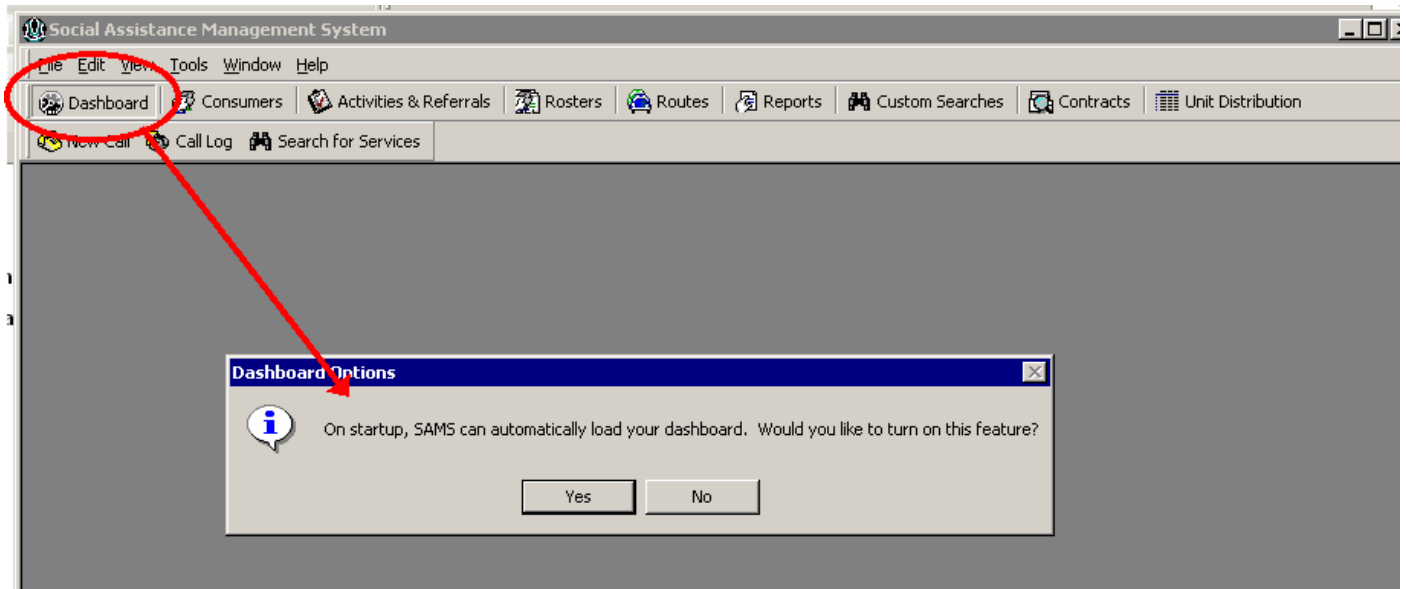 Social Assistance Management System
File Edit View Tools Window Help
Dashboard Consumers Activities & Referrals Rosters Routes Reports Custom Searches Contracts Unit Distribution
New Call Call Log Search for Services
Dashboard Options
On startup, SAMS can automatically load your dashboard. Would you like to turn on this feature?
Yes No